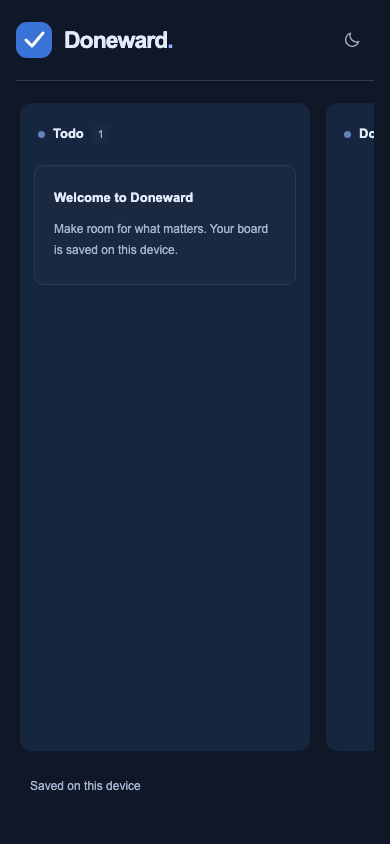 Doneward.
Todo 1
Do
Welcome to Doneward
Make room for what matters. Your board
is saved on this device.
Saved on this device